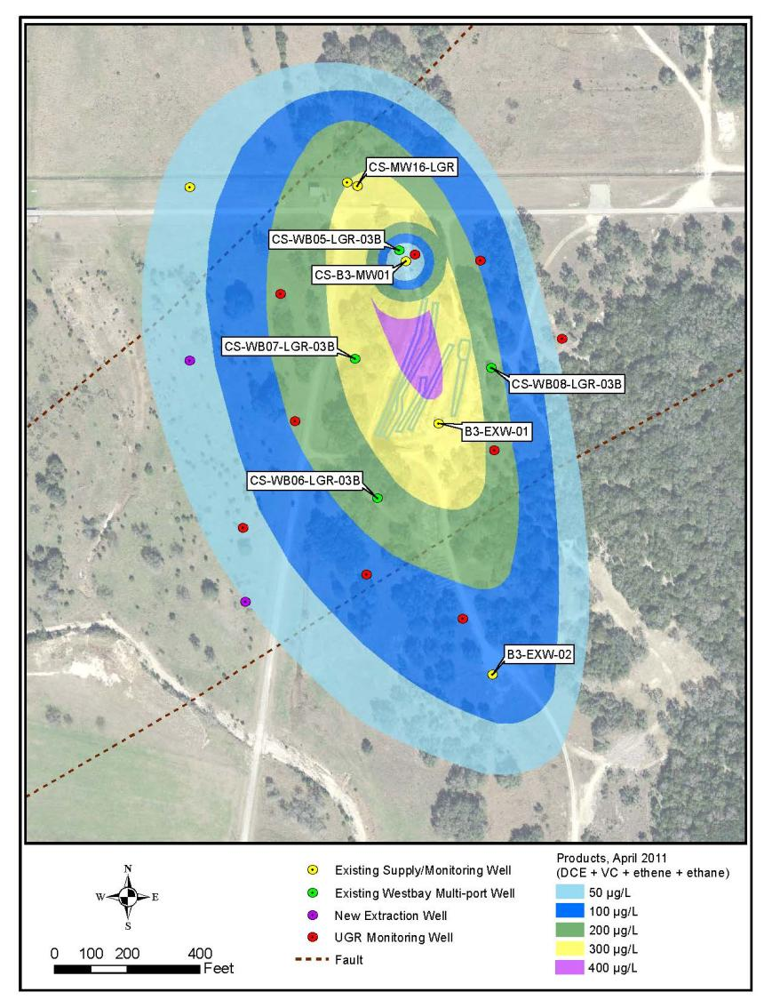 CS-MW16-LGR
CS-WB05-LGR-03B
CS-B3-MW01
CS-WB07-LGR-03B
CS-WB08-LGR-03B
B3-EXW-01
CS-WB06-LGR-03B
B3-EXW-02
N
W E
S
0 100 200 400
Feet
Existing Supply/Monitoring Well
Existing Westbay Multi-port Well
New Extraction Well
UGR Monitoring Well
Fault
Products, April 2011
(DCE + VC + ethene + ethane)
50 µg/L
100 µg/L
200 µg/L
300 µg/L
400 µg/L